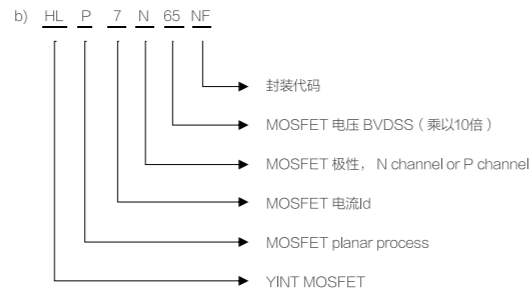 b) HL P 7 N 65 NF
封装代码
MOSFET 电压 BVDSS（乘以10倍）
MOSFET 极性， N channel or P channel
MOSFET 电流Id
MOSFET planar process
YINT MOSFET